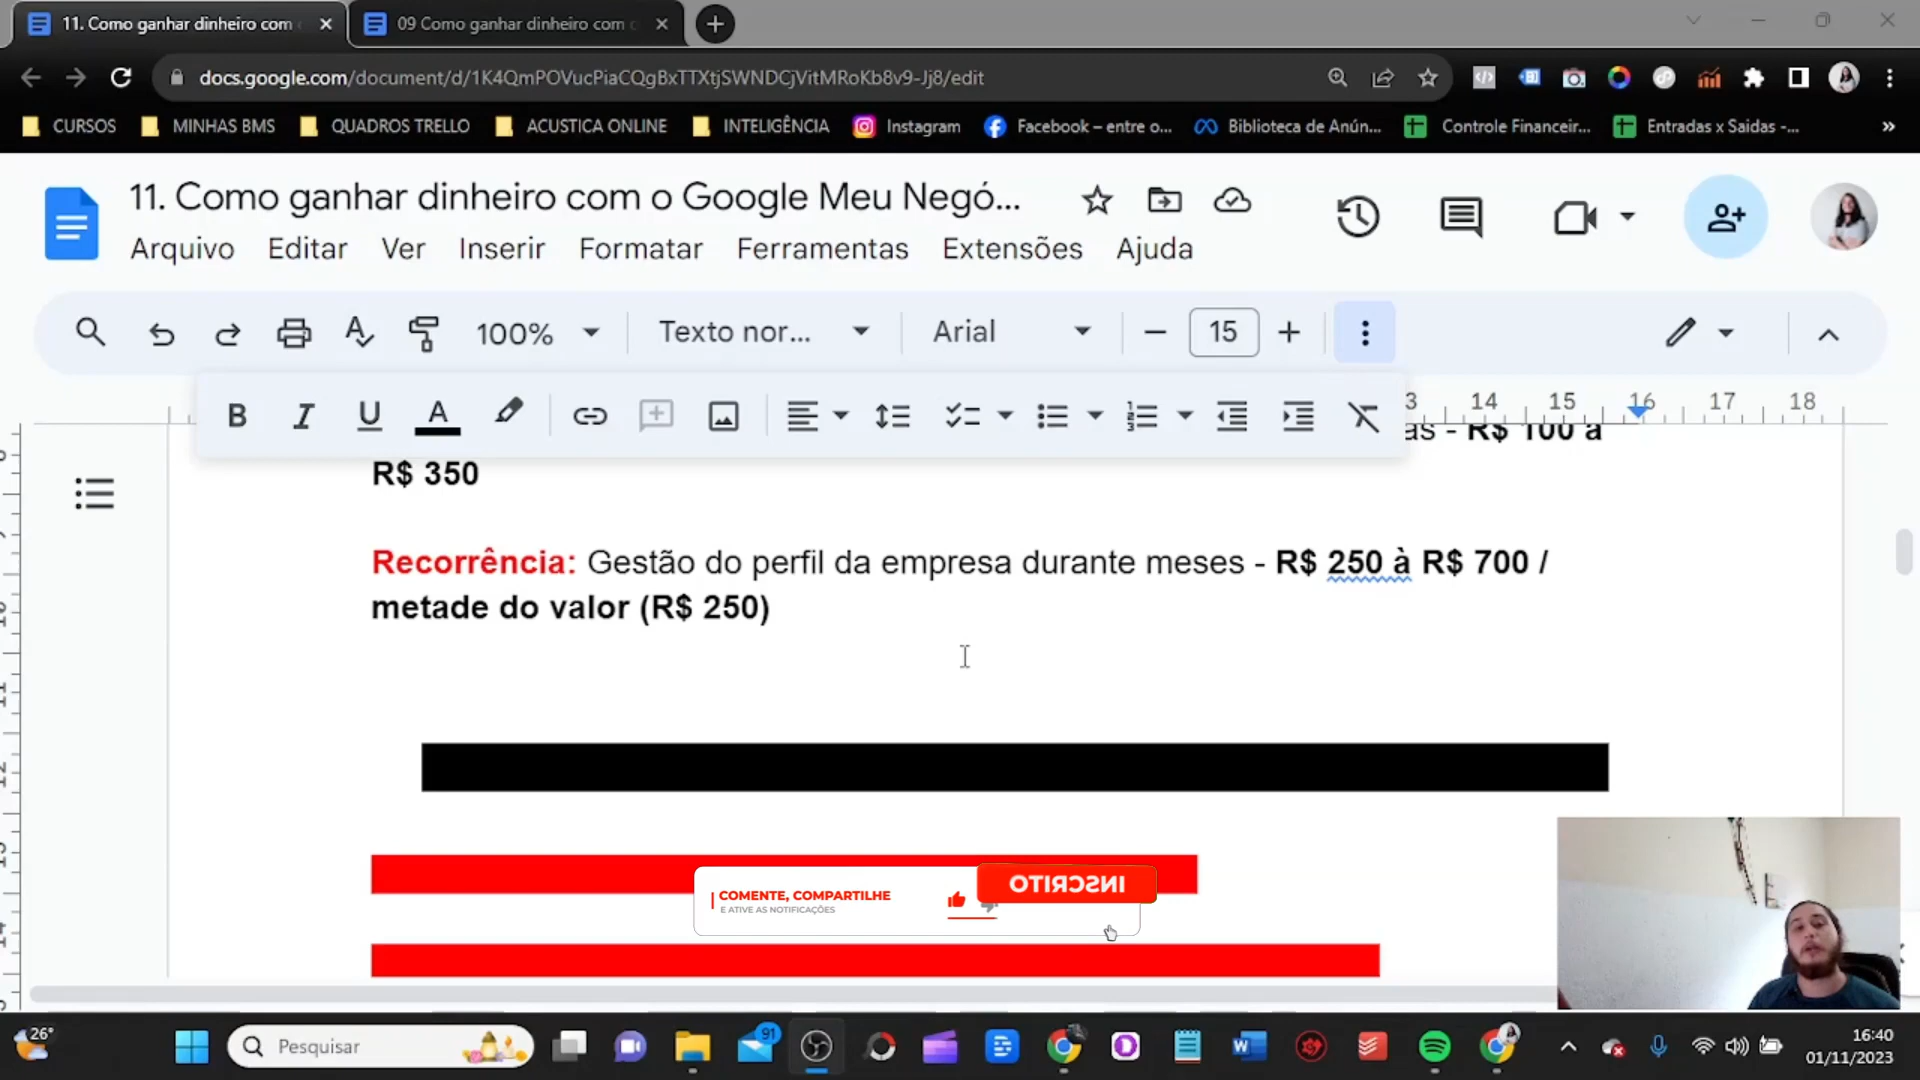 11. Como ganhar dinheiro com
09 Como ganhar dinheiro com
docs.google.com/document/d/1K4QmPOVucPiaCQgBxTTXtjSWNDCjVitMRoKb8v9-Jj8/edit
CURSOS
MINHAS BMS
QUADROS TRELLO
ACUSTICA ONLINE
INTELIGÊNCIA
Instagram
Facebook – entre o...
Biblioteca de Anún...
Controle Financeir...
Entradas x Saidas -...
»
11. Como ganhar dinheiro com o Google Meu Negó...
Arquivo Editar Ver Inserir Formatar Ferramentas Extensões Ajuda
100% Texto nor... Arial 15
B I U A
13 14 15 16 17 18
as - R$ 100 a
R$ 350
Recorrência: Gestão do perfil da empresa durante meses - R$ 250 à R$ 700 /
metade do valor (R$ 250)
COMENTE, COMPARTILHE
E ATIVE AS NOTIFICAÇÕES
INSCRITO
26°
Pesquisar
91
16:40
01/11/2023